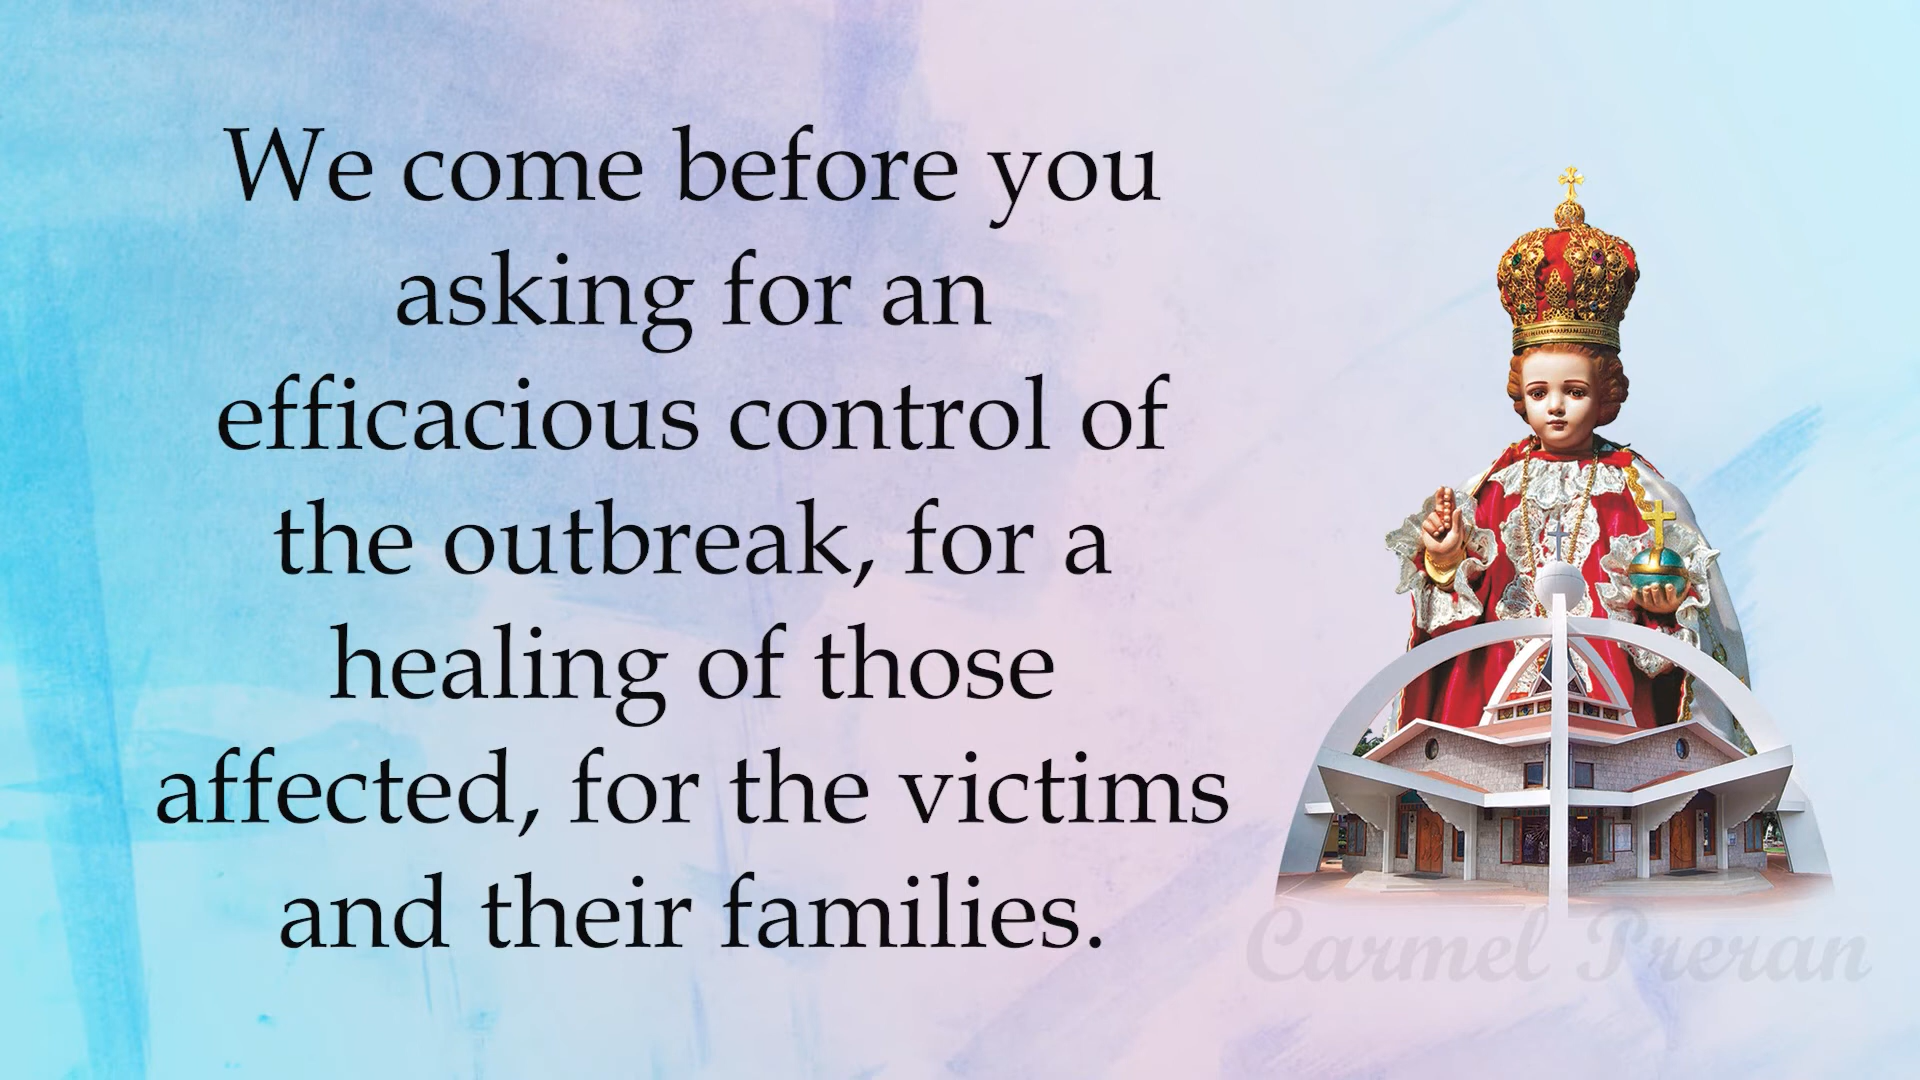 We come before you
asking for an
efficacious control of
the outbreak, for a
healing of those
affected, for the victims
and their families.
Carmel Preran